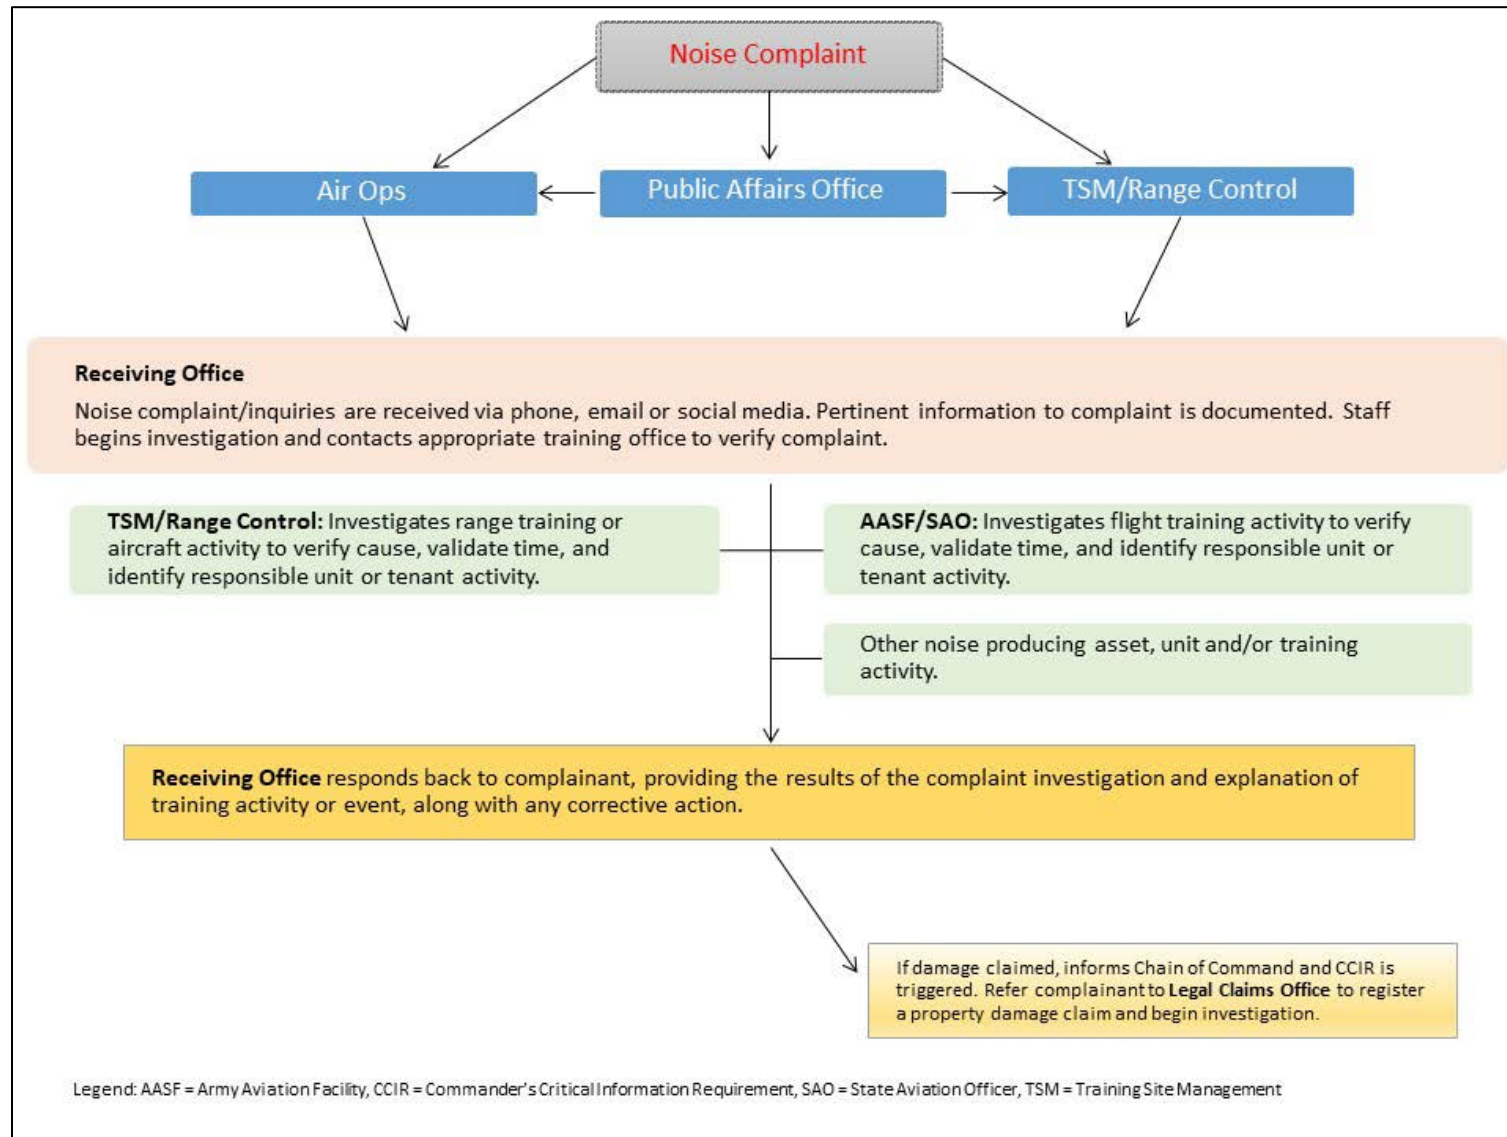 Noise Complaint
Air Ops
Public Affairs Office
TSM/Range Control
Receiving Office
Noise complaint/inquiries are received via phone, email or social media. Pertinent information to complaint is documented. Staff
begins investigation and contacts appropriate training office to verify complaint.
TSM/Range Control: Investigates range training or
aircraft activity to verify cause, validate time, and
identify responsible unit or tenant activity.
AASF/SAO: Investigates flight training activity to verify
cause, validate time, and identify responsible unit or
tenant activity.
Other noise producing asset, unit and/or training
activity.
Receiving Office responds back to complainant, providing the results of the complaint investigation and explanation of
training activity or event, along with any corrective action.
If damage claimed, informs Chain of Command and CCIR is
triggered. Refer complainant to Legal Claims Office to register
a property damage claim and begin investigation.
Legend: AASF = Army Aviation Facility, CCIR = Commander's Critical Information Requirement, SAO = State Aviation Officer, TSM = Training Site Management